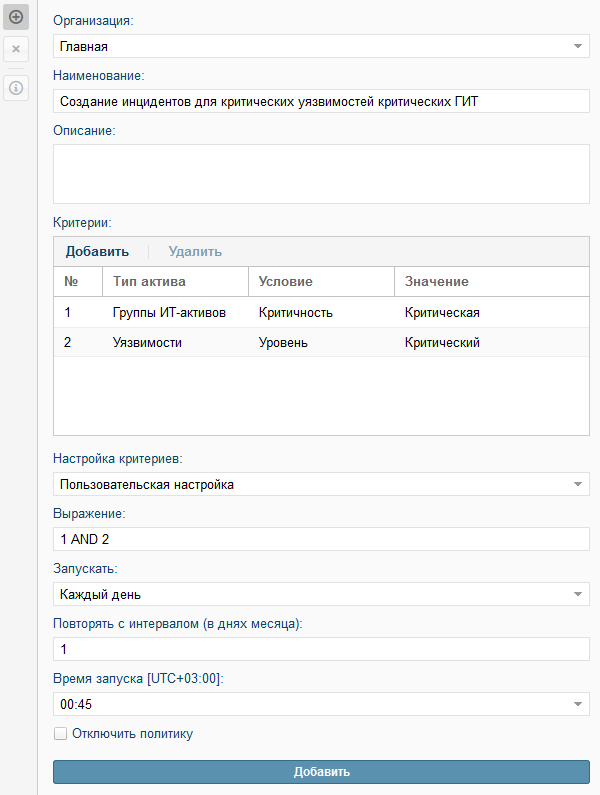 Организация:
Главная
Наименование:
Создание инцидентов для критических уязвимостей критических ГИТ
Описание:
Критерии:
Добавить Удалить
№ Тип актива Условие Значение
1 Группы ИТ-активов Критичность Критическая
2 Уязвимости Уровень Критический
Настройка критериев:
Пользовательская настройка
Выражение:
1 AND 2
Запускать:
Каждый день
Повторять с интервалом (в днях месяца):
1
Время запуска [UTC+03:00]:
00:45
Отключить политику
Добавить